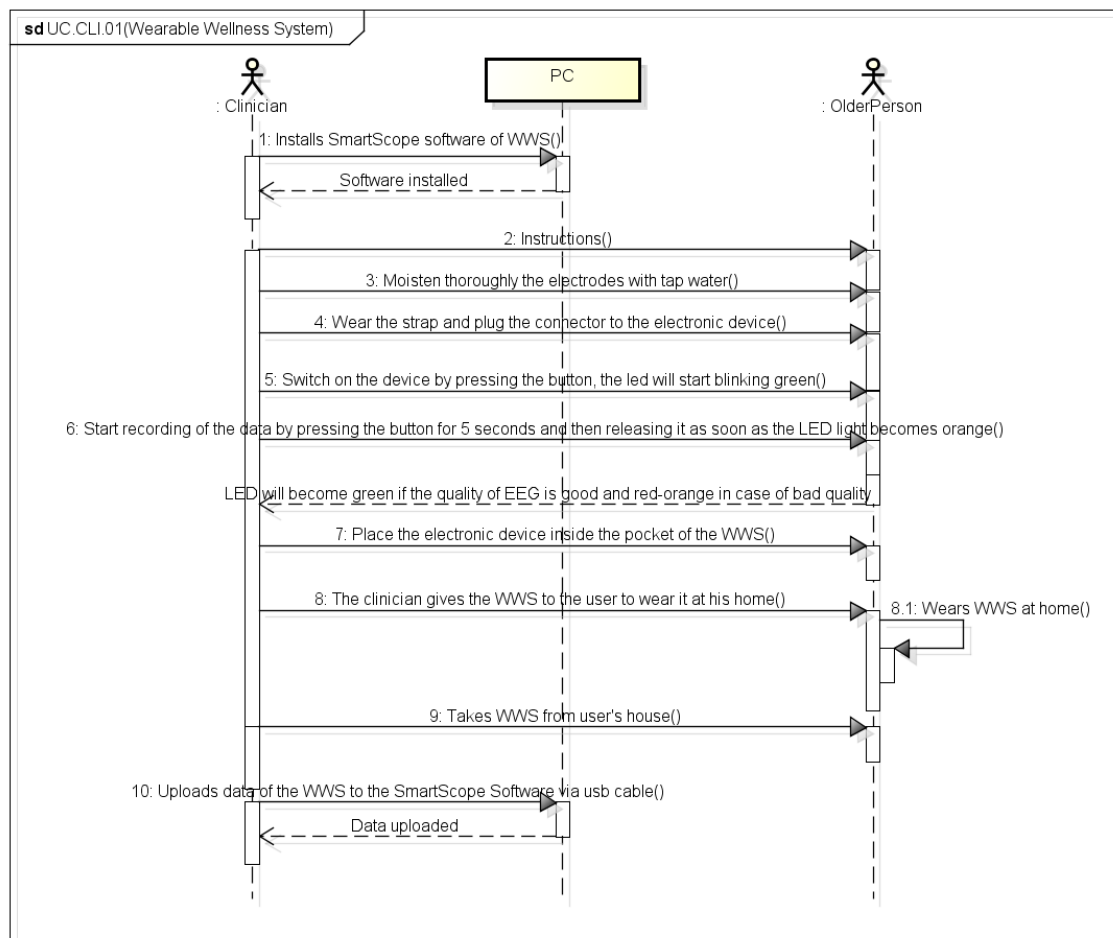 sd UC.CLI.01(Wearable Wellness System)
: Clinician
PC
: OlderPerson
1: Installs SmartScope software of WWS()
Software installed
2: Instructions()
3: Moisten thoroughly the electrodes with tap water()
4: Wear the strap and plug the connector to the electronic device()
5: Switch on the device by pressing the button, the led will start blinking green()
6: Start recording of the data by pressing the button for 5 seconds and then releasing it as soon as the LED light becomes orange()
LED will become green if the quality of EEG is good and red-orange in case of bad quality
7: Place the electronic device inside the pocket of the WWS()
8: The clinician gives the WWS to the user to wear it at his home()
8.1: Wears WWS at home()
9: Takes WWS from user's house()
10: Uploads data of the WWS to the SmartScope Software via usb cable()
Data uploaded